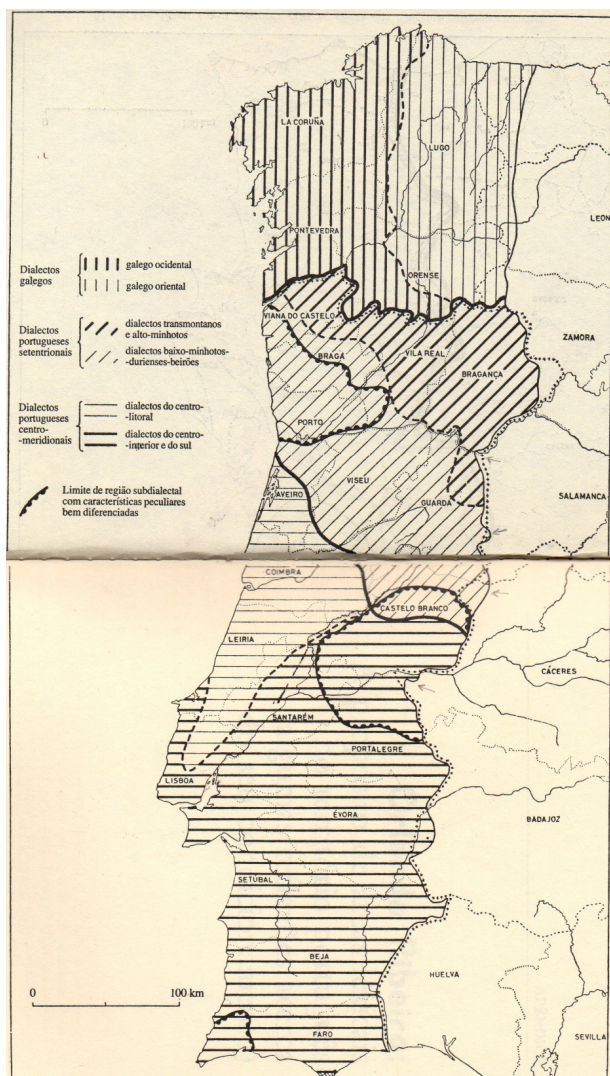 LA CORUÑA
LUGO
LEON
PONTEVEDRA
ORENSE
Dialectos
galegos
galego ocidental
galego oriental
Dialectos
portugueses
setentrionais
dialectos transmontanos
e alto-minhotos
dialectos baixo-minhotos-
-durienses-beirões
Dialectos
portugueses
centro-
-meridionais
dialectos do centro-
-litoral
dialectos do centro-
-interior e do sul
Limite de região subdialectal
com características peculiares
bem diferenciadas
VIANA DO CASTELO
BRAGA
VILA REAL
BRAGANÇA
ZAMORA
PORTO
VISEU
AVEIRO
GUARDA
SALAMANCA
COIMBRA
CASTELO BRANCO
LEIRIA
CÁCERES
SANTARÉM
PORTALEGRE
LISBOA
ÉVORA
BADAJOZ
SETÚBAL
BEJA
HUELVA
0 100 km
FARO
SEVILLA